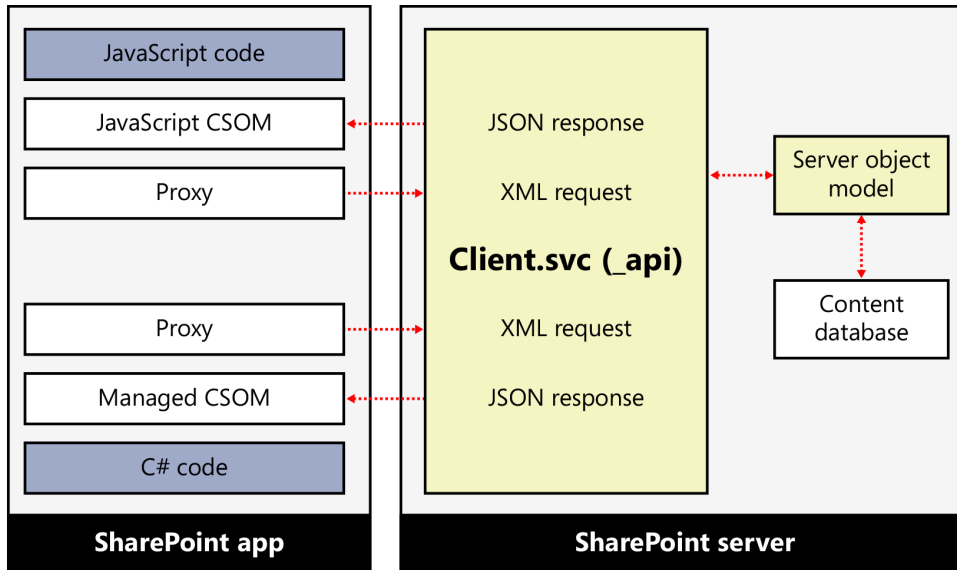 JavaScript code
JavaScript CSOM
Proxy
Proxy
Managed CSOM
C# code
SharePoint app
JSON response
XML request
Client.svc (_api)
XML request
JSON response
Server object
model
Content
database
SharePoint server